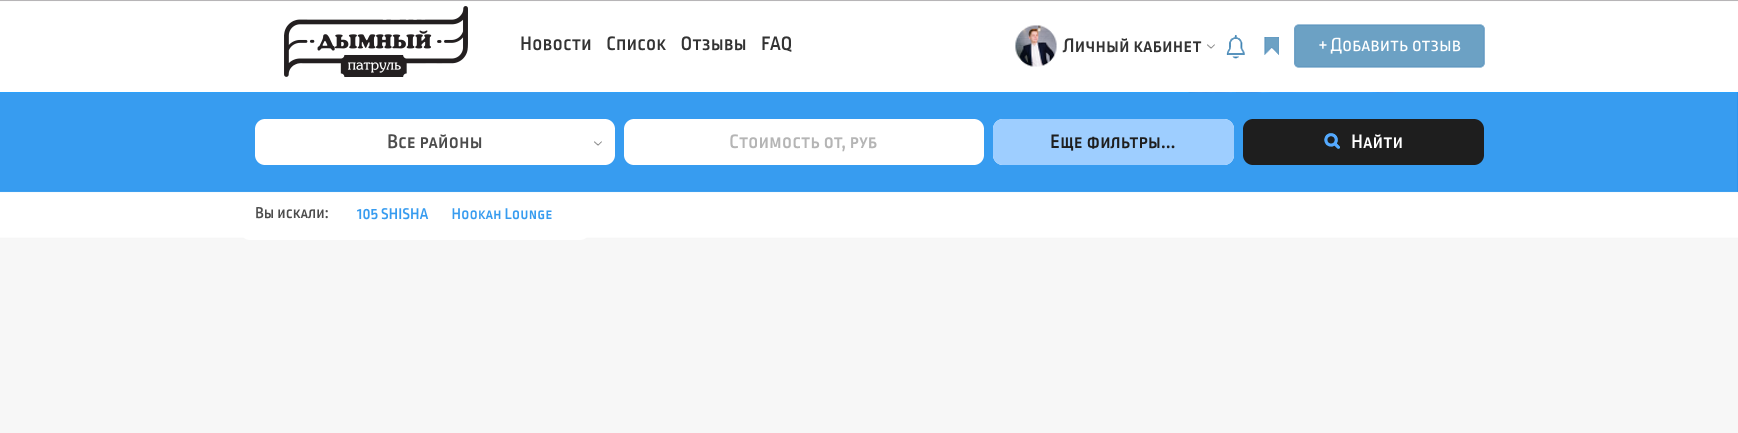 ДЫМНЫЙ
патруль
Новости Список Отзывы FAQ
Личный кабинет
+ Добавить отзыв
Все районы
Стоимость от, руб
Еще фильтры...
Найти
Вы искали: 105 SHISHA Hookah Lounge